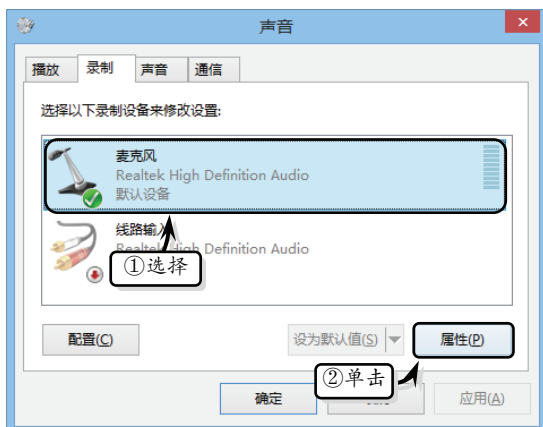 声音
播放 录制 声音 通信
选择以下录制设备来修改设置:
麦克风
Realtek High Definition Audio
默认设备
线路输入
Realtek High Definition Audio
①选择
配置(C) 设为默认值(S) 属性(P)
②单击
确定 应用(A)